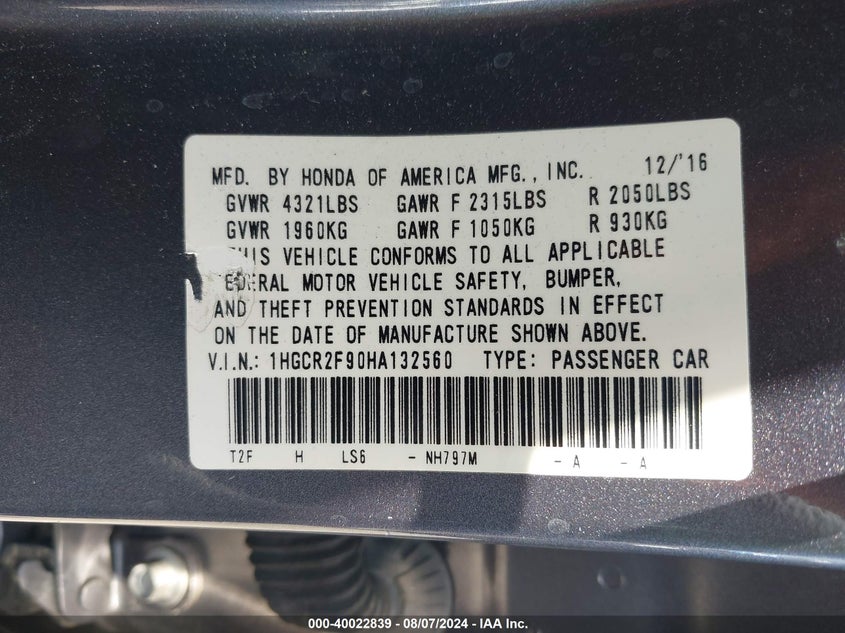 MFD. BY HONDA OF AMERICA MFG., INC. 12/'16
GVWR 4321LBS GAWR F 2315LBS R 2050LBS
GVWR 1960KG GAWR F 1050KG R 930KG
THIS VEHICLE CONFORMS TO ALL APPLICABLE
FEDERAL MOTOR VEHICLE SAFETY, BUMPER,
AND THEFT PREVENTION STANDARDS IN EFFECT
ON THE DATE OF MANUFACTURE SHOWN ABOVE.
V.I.N.: 1HGCR2F90HA132560 TYPE: PASSENGER CAR
T2F H LS6 - NH797M - A - A
000-40022839 - 08/07/2024 - IAA Inc.